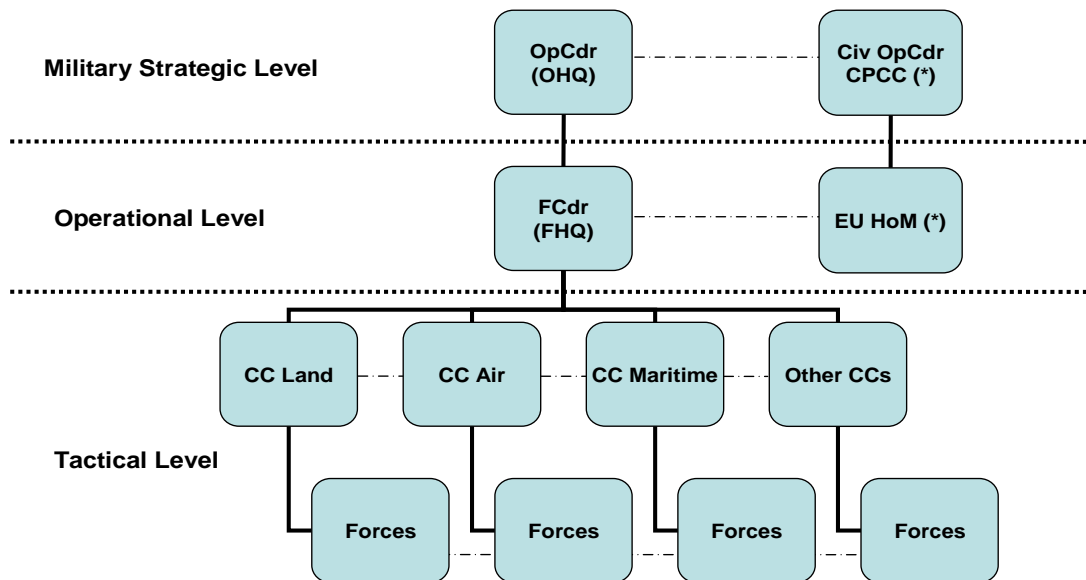 Military Strategic Level
OpCdr
(OHQ)
Civ OpCdr
CPCC (*)
Operational Level
FCdr
(FHQ)
EU HoM (*)
CC Land
CC Air
CC Maritime
Other CCs
Tactical Level
Forces
Forces
Forces
Forces